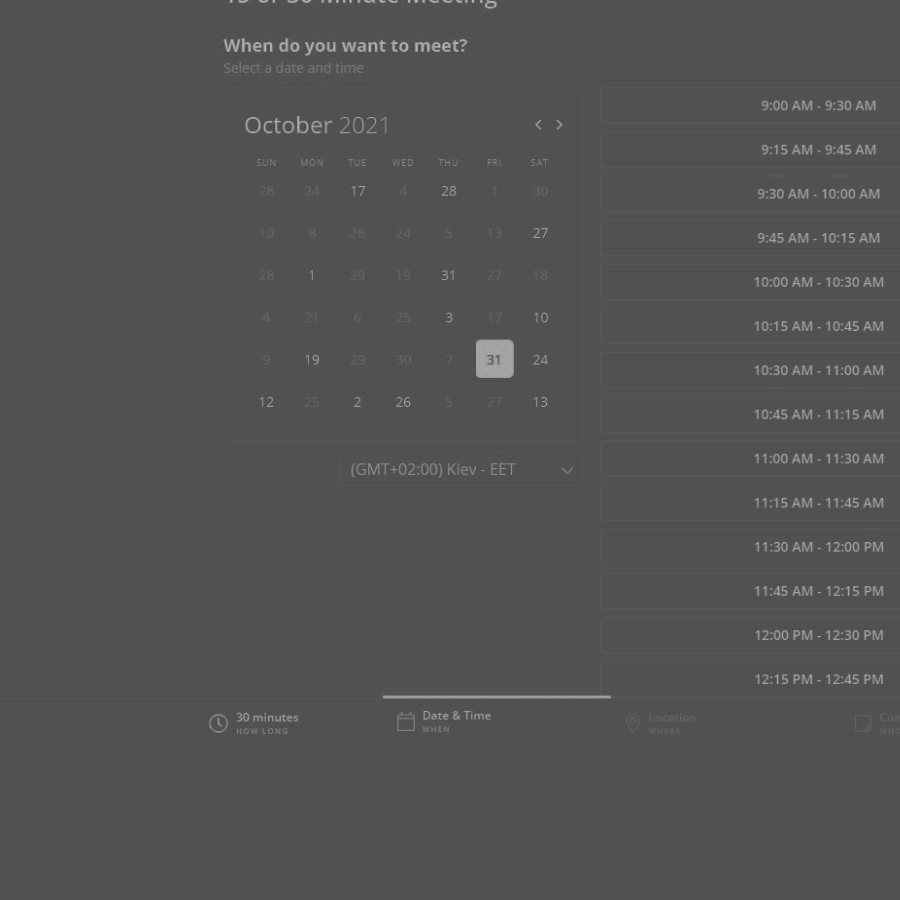 15 or 30 Minute Meeting
When do you want to meet?
Select a date and time
October 2021
SUN MON TUE WED THU FRI SAT
28 24 17 4 28 1 30
10 8 26 24 5 13 27
28 1 29 19 31 27 18
4 21 6 25 3 17 10
9 19 29 30 7 31 24
12 25 2 26 5 27 13
(GMT+02:00) Kiev - EET
9:00 AM - 9:30 AM
9:15 AM - 9:45 AM
9:30 AM - 10:00 AM
9:45 AM - 10:15 AM
10:00 AM - 10:30 AM
10:15 AM - 10:45 AM
10:30 AM - 11:00 AM
10:45 AM - 11:15 AM
11:00 AM - 11:30 AM
11:15 AM - 11:45 AM
11:30 AM - 12:00 PM
11:45 AM - 12:15 PM
12:00 PM - 12:30 PM
12:15 PM - 12:45 PM
30 minutes
HOW LONG
Date & Time
WHEN
Location
WHERE